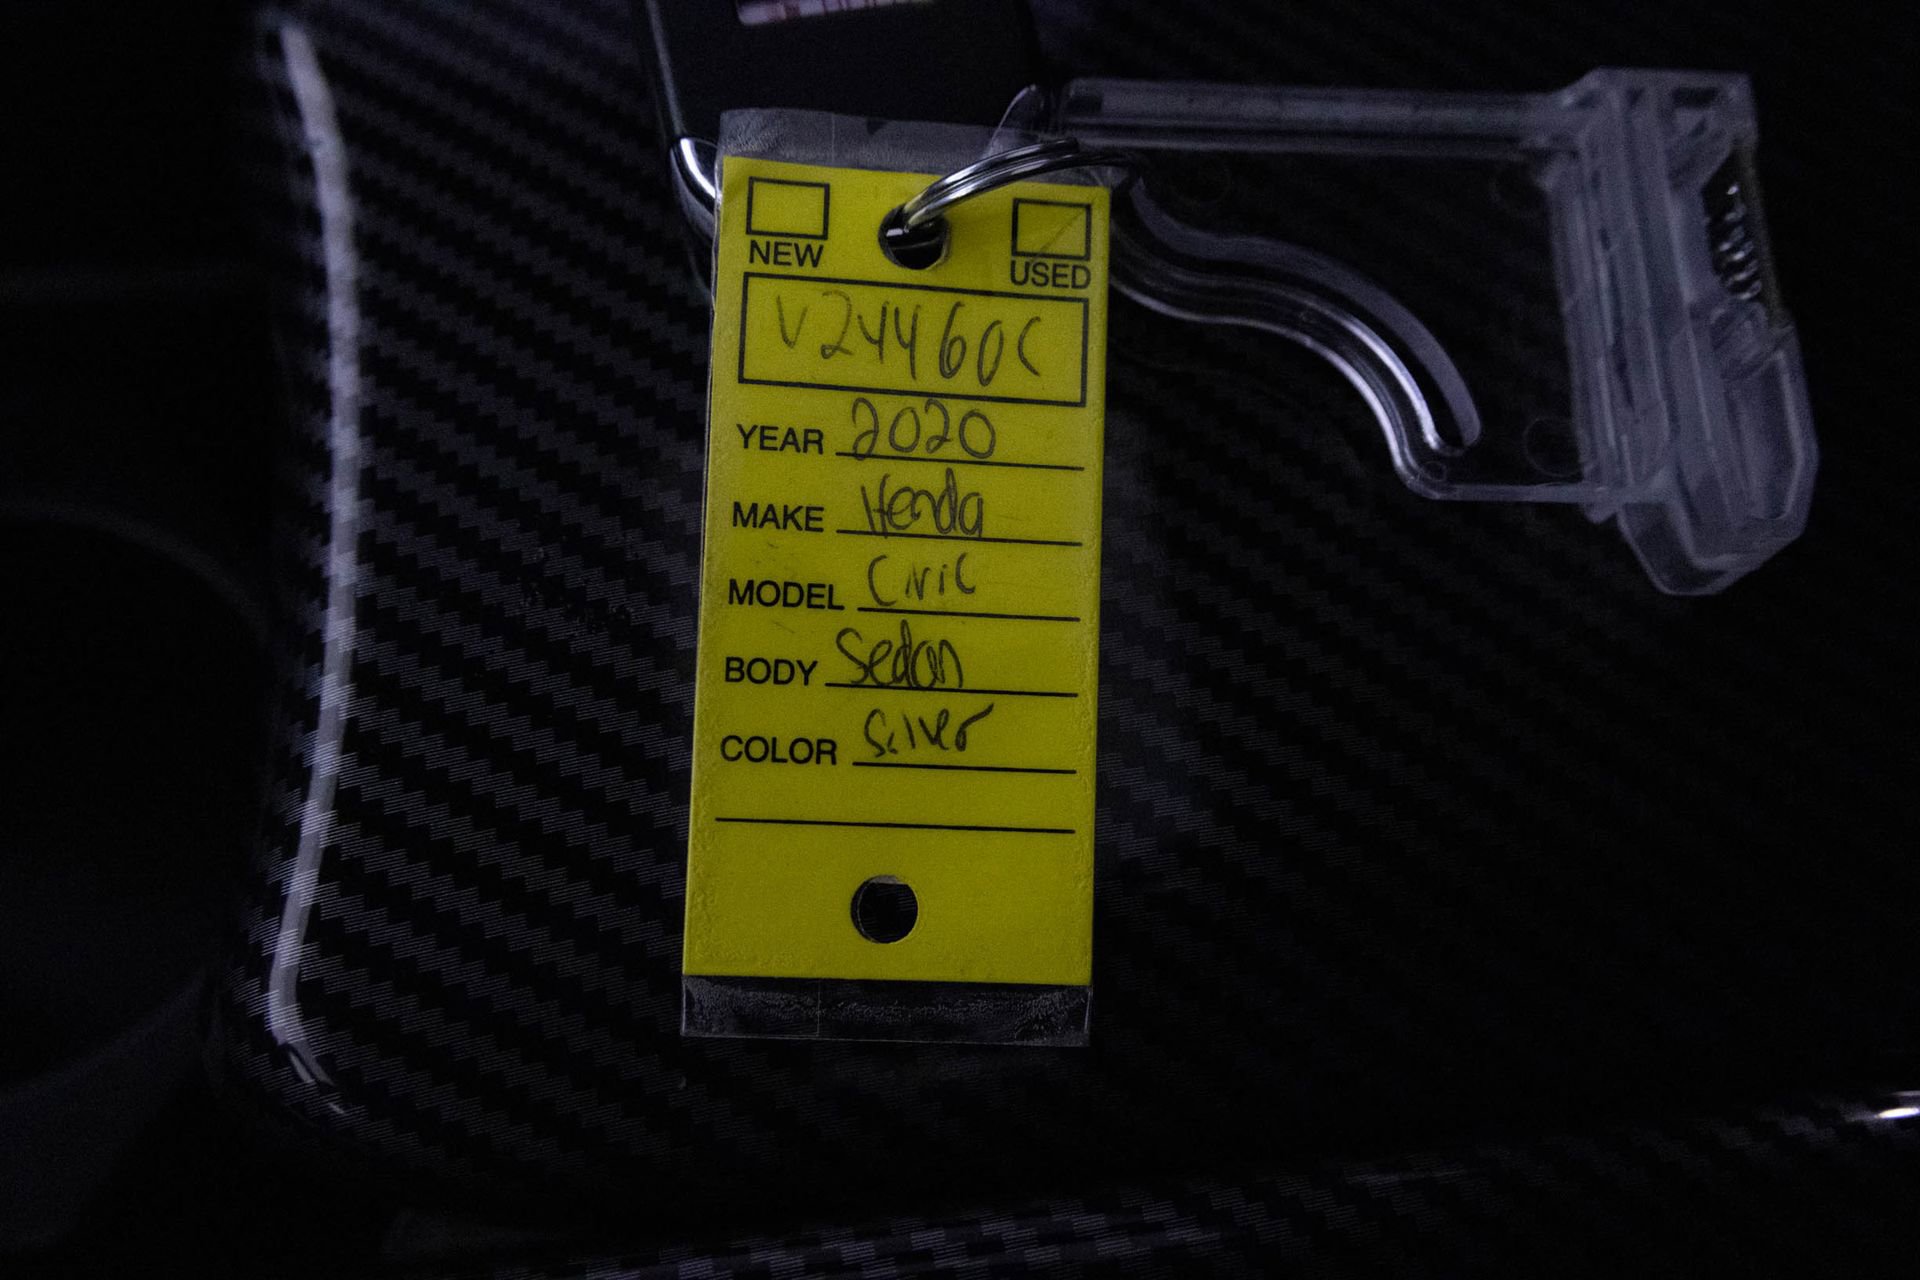 NEW USED
V24460C
YEAR 2020
MAKE Honda
MODEL Civic
BODY Sedan
COLOR Silver